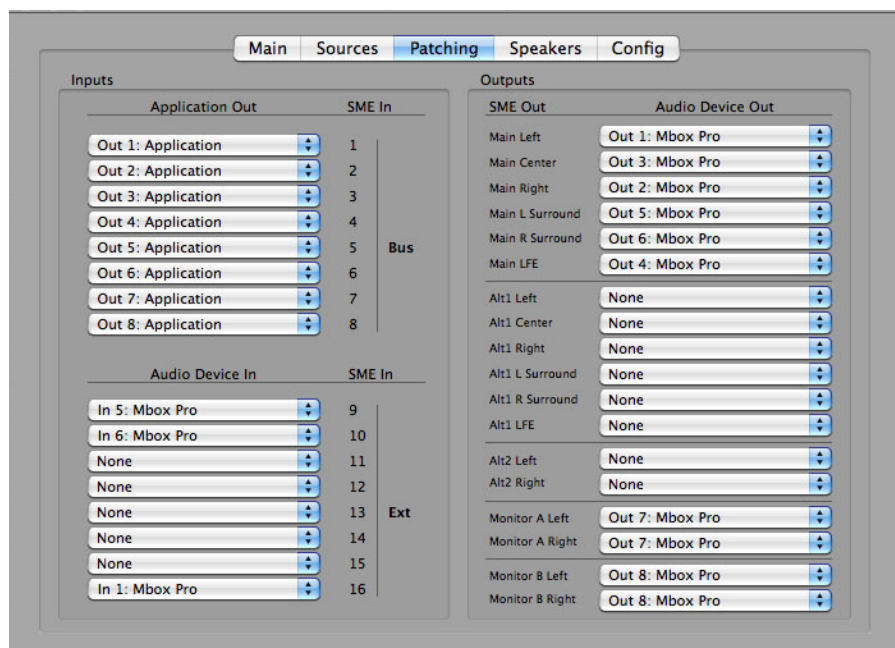 Main Sources Patching Speakers Config
Inputs
Application Out SME In
Out 1: Application 1
Out 2: Application 2
Out 3: Application 3
Out 4: Application 4
Out 5: Application 5 Bus
Out 6: Application 6
Out 7: Application 7
Out 8: Application 8
Audio Device In SME In
In 5: Mbox Pro 9
In 6: Mbox Pro 10
None 11
None 12
None 13 Ext
None 14
None 15
In 1: Mbox Pro 16
Outputs
SME Out Audio Device Out
Main Left Out 1: Mbox Pro
Main Center Out 3: Mbox Pro
Main Right Out 2: Mbox Pro
Main L Surround Out 5: Mbox Pro
Main R Surround Out 6: Mbox Pro
Main LFE Out 4: Mbox Pro
Alt1 Left None
Alt1 Center None
Alt1 Right None
Alt1 L Surround None
Alt1 R Surround None
Alt1 LFE None
Alt2 Left None
Alt2 Right None
Monitor A Left Out 7: Mbox Pro
Monitor A Right Out 7: Mbox Pro
Monitor B Left Out 8: Mbox Pro
Monitor B Right Out 8: Mbox Pro